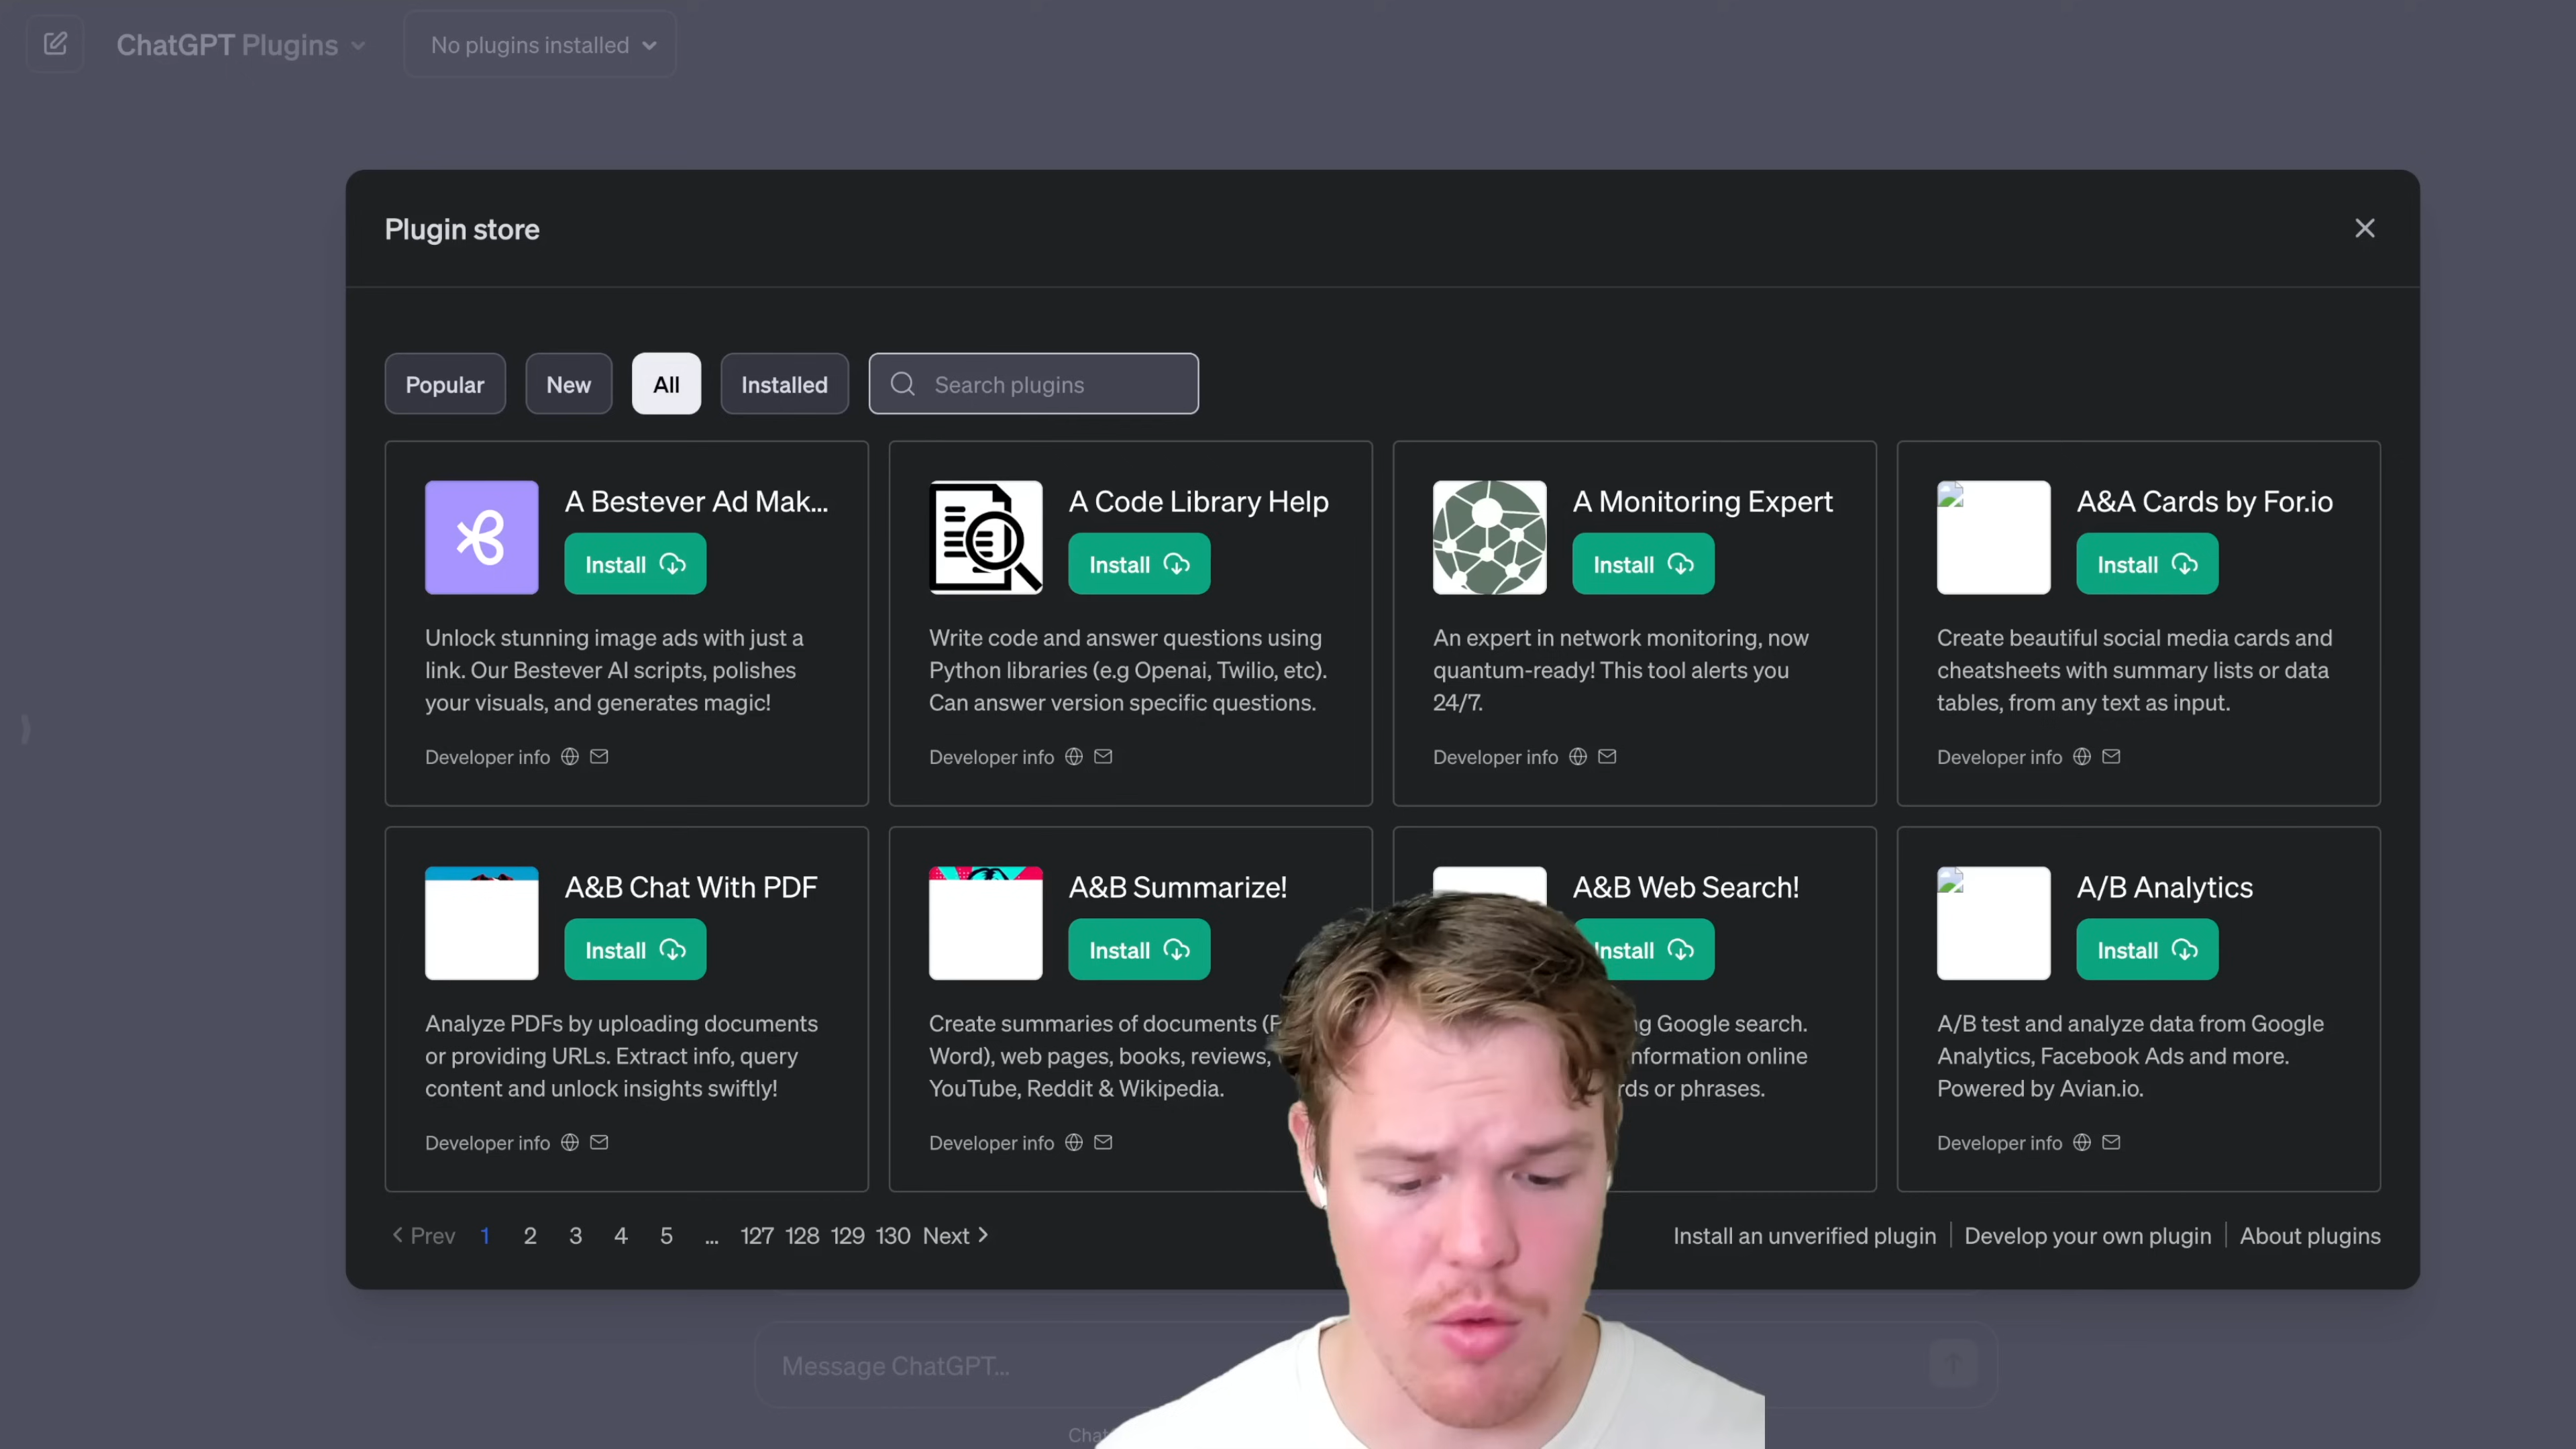 ChatGPT Plugins
No plugins installed
Plugin store
Popular
New
All
Installed
Search plugins
A Bestever Ad Mak...
Install
Unlock stunning image ads with just a
link. Our Bestever AI scripts, polishes
your visuals, and generates magic!
Developer info
A Code Library Help
Install
Write code and answer questions using
Python libraries (e.g Openai, Twilio, etc).
Can answer version specific questions.
Developer info
A Monitoring Expert
Install
An expert in network monitoring, now
quantum-ready! This tool alerts you
24/7.
Developer info
A&A Cards by For.io
Install
Create beautiful social media cards and
cheatsheets with summary lists or data
tables, from any text as input.
Developer info
A&B Chat With PDF
Install
Analyze PDFs by uploading documents
or providing URLs. Extract info, query
content and unlock insights swiftly!
Developer info
A&B Summarize!
Install
Create summaries of documents
Word), web pages, books, reviews,
YouTube, Reddit & Wikipedia.
Developer info
A&B Web Search!
Install
Google search.
information online
or phrases.
A/B Analytics
Install
A/B test and analyze data from Google
Analytics, Facebook Ads and more.
Powered by Avian.io.
Developer info
Prev 1 2 3 4 5 ... 127 128 129 130 Next
Install an unverified plugin
Develop your own plugin
About plugins
Message ChatGPT...